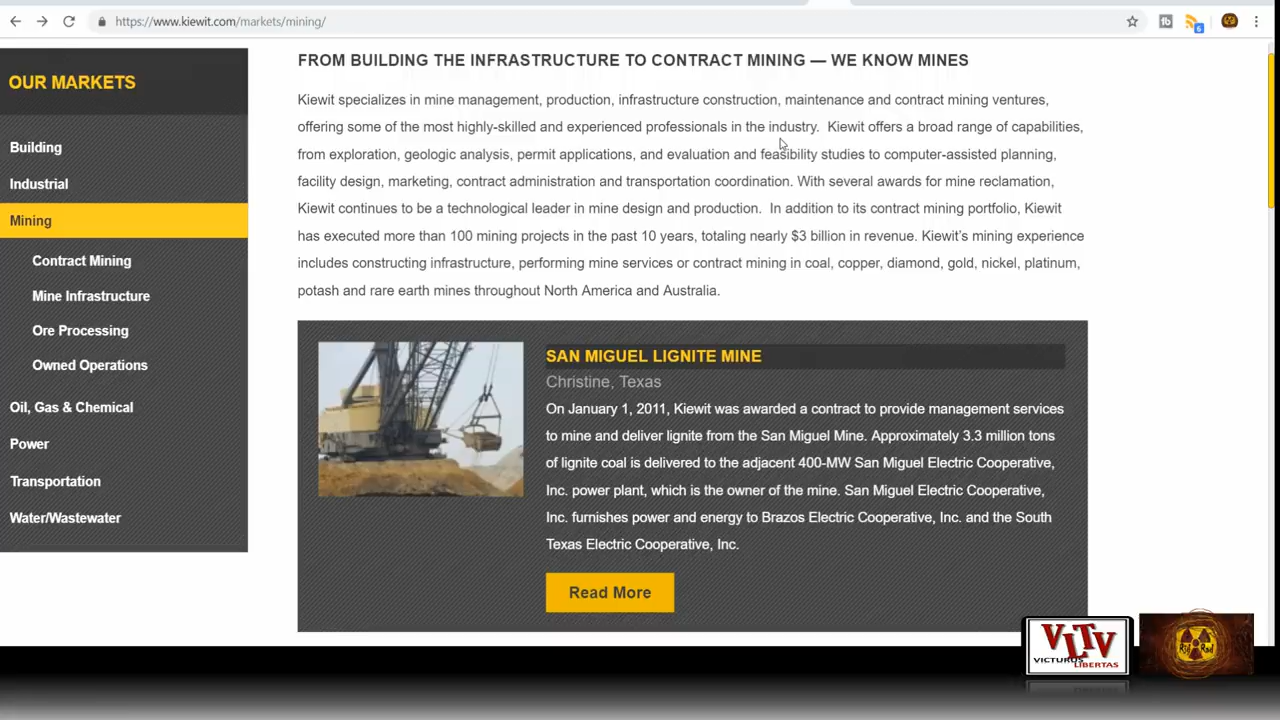 https://www.kiewit.com/markets/mining/
6
OUR MARKETS
Building
Industrial
Mining
Contract Mining
Mine Infrastructure
Ore Processing
Owned Operations
Oil, Gas & Chemical
Power
Transportation
Water/Wastewater
FROM BUILDING THE INFRASTRUCTURE TO CONTRACT MINING — WE KNOW MINES
Kiewit specializes in mine management, production, infrastructure construction, maintenance and contract mining ventures,
offering some of the most highly-skilled and experienced professionals in the industry. Kiewit offers a broad range of capabilities,
from exploration, geologic analysis, permit applications, and evaluation and feasibility studies to computer-assisted planning,
facility design, marketing, contract administration and transportation coordination. With several awards for mine reclamation,
Kiewit continues to be a technological leader in mine design and production. In addition to its contract mining portfolio, Kiewit
has executed more than 100 mining projects in the past 10 years, totaling nearly $3 billion in revenue. Kiewit's mining experience
includes constructing infrastructure, performing mine services or contract mining in coal, copper, diamond, gold, nickel, platinum,
potash and rare earth mines throughout North America and Australia.
SAN MIGUEL LIGNITE MINE
Christine, Texas
On January 1, 2011, Kiewit was awarded a contract to provide management services
to mine and deliver lignite from the San Miguel Mine. Approximately 3.3 million tons
of lignite coal is delivered to the adjacent 400-MW San Miguel Electric Cooperative,
Inc. power plant, which is the owner of the mine. San Miguel Electric Cooperative,
Inc. furnishes power and energy to Brazos Electric Cooperative, Inc. and the South
Texas Electric Cooperative, Inc.
Read More
VLTV
VICTURUS LIBERTAS